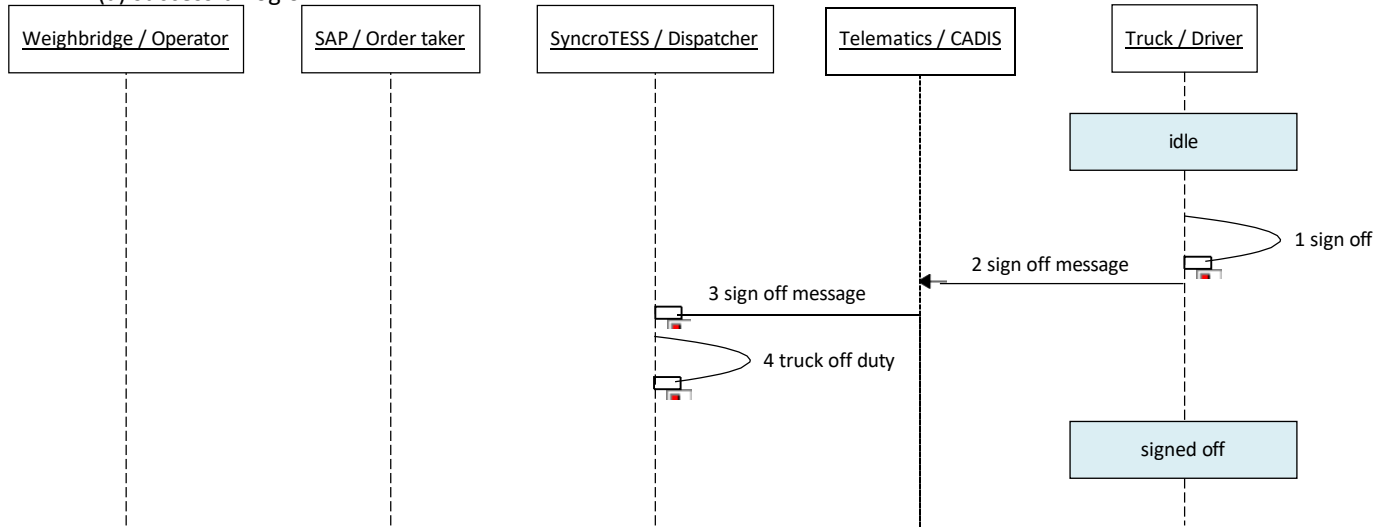 Weighbridge / Operator
SAP / Order taker
SyncroTESS / Dispatcher
Telematics / CADIS
Truck / Driver
idle
1 sign off
2 sign off message
3 sign off message
4 truck off duty
signed off